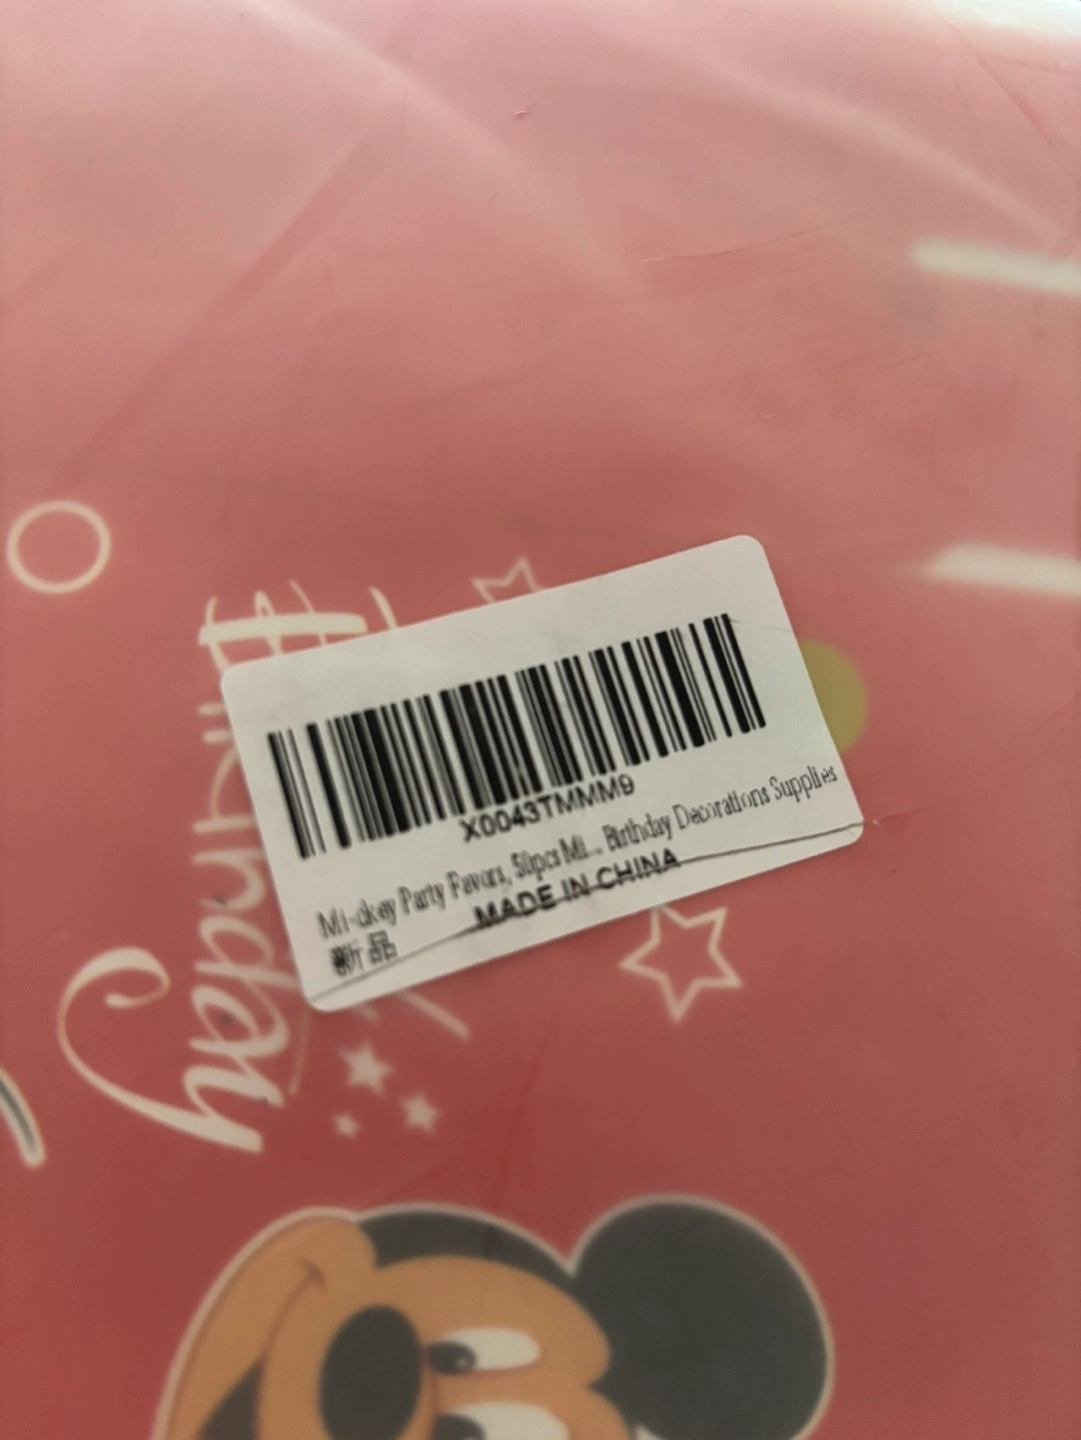 X0043TMMM9
Mi-ckey Party Favors, 50pcs Mi... Birthday Decorations Supplies
新品
MADE IN CHINA
Birthday